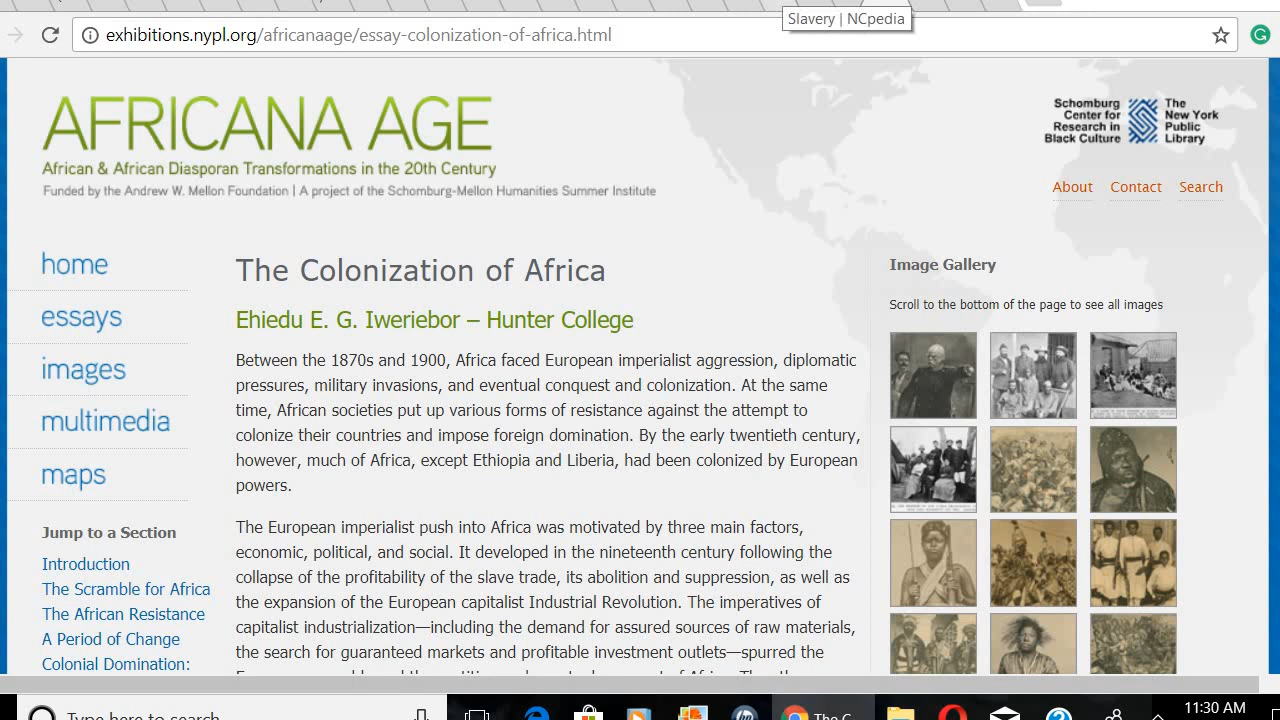 Slavery | NCpedia
exhibitions.nypl.org/africanaage/essay-colonization-of-africa.html
AFRICANA AGE
African & African Diasporan Transformations in the 20th Century
Funded by the Andrew W. Mellon Foundation | A project of the Schomburg-Mellon Humanities Summer Institute
Schomburg
Center for
Research in
Black Culture
The
New York
Public
Library
About Contact Search
home
essays
images
multimedia
maps
Jump to a Section
Introduction
The Scramble for Africa
The African Resistance
A Period of Change
Colonial Domination:
The Colonization of Africa
Ehiedu E. G. Iweriebor – Hunter College
Between the 1870s and 1900, Africa faced European imperialist aggression, diplomatic
pressures, military invasions, and eventual conquest and colonization. At the same
time, African societies put up various forms of resistance against the attempt to
colonize their countries and impose foreign domination. By the early twentieth century,
however, much of Africa, except Ethiopia and Liberia, had been colonized by European
powers.
The European imperialist push into Africa was motivated by three main factors,
economic, political, and social. It developed in the nineteenth century following the
collapse of the profitability of the slave trade, its abolition and suppression, as well as
the expansion of the European capitalist Industrial Revolution. The imperatives of
capitalist industrialization—including the demand for assured sources of raw materials,
the search for guaranteed markets and profitable investment outlets—spurred the
Image Gallery
Scroll to the bottom of the page to see all images
Type here to search
The C
11:30 AM